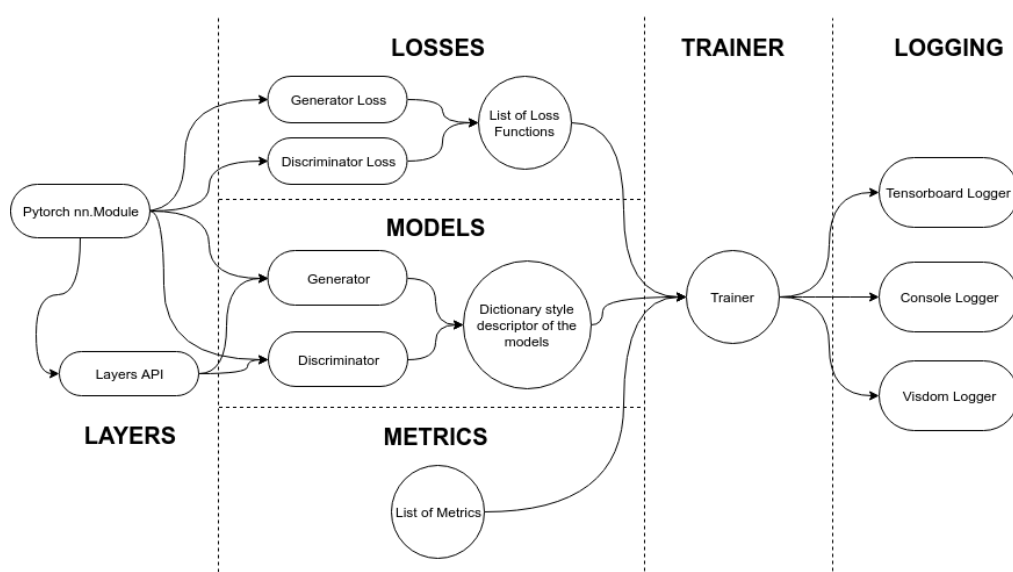 LOSSES
TRAINER
LOGGING
Generator Loss
List of Loss
Functions
Discriminator Loss
Tensorboard Logger
Pytorch nn.Module
MODELS
Generator
Trainer
Console Logger
Dictionary style
descriptor of the
models
Discriminator
Layers API
Visdom Logger
LAYERS
METRICS
List of Metrics